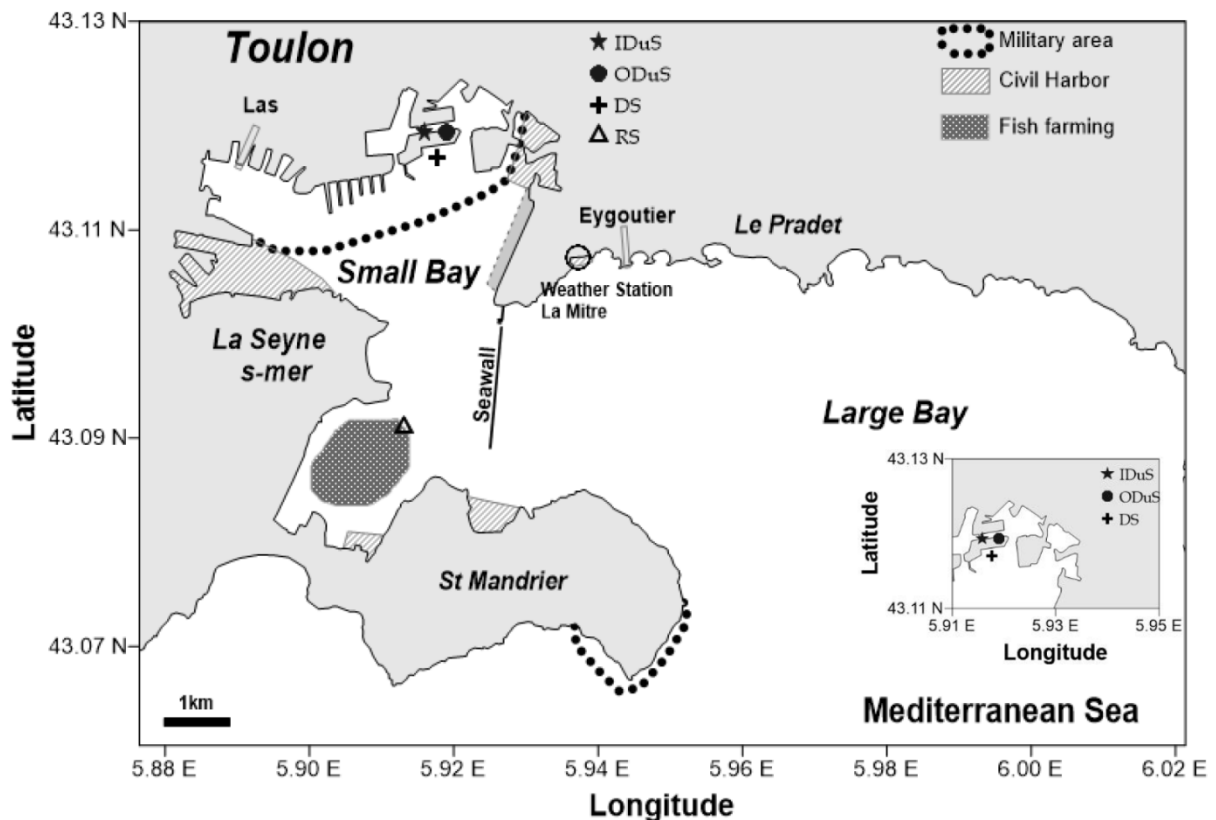 43.13 N
43.11 N
43.09 N
43.07 N
Latitude
Toulon
IDuS
ODuS
DS
RS
Military area
Civil Harbor
Fish farming
Las
Eygoutier
Le Pradet
Small Bay
Weather Station
La Mitre
La Seyne
s-mer
Seawall
Large Bay
St Mandrier
43.13 N
43.11 N
Latitude
IDuS
ODuS
DS
5.91 E
5.93 E
5.95 E
Longitude
Mediterranean Sea
1km
5.88 E
5.90 E
5.92 E
5.94 E
5.96 E
5.98 E
6.00 E
6.02 E
Longitude